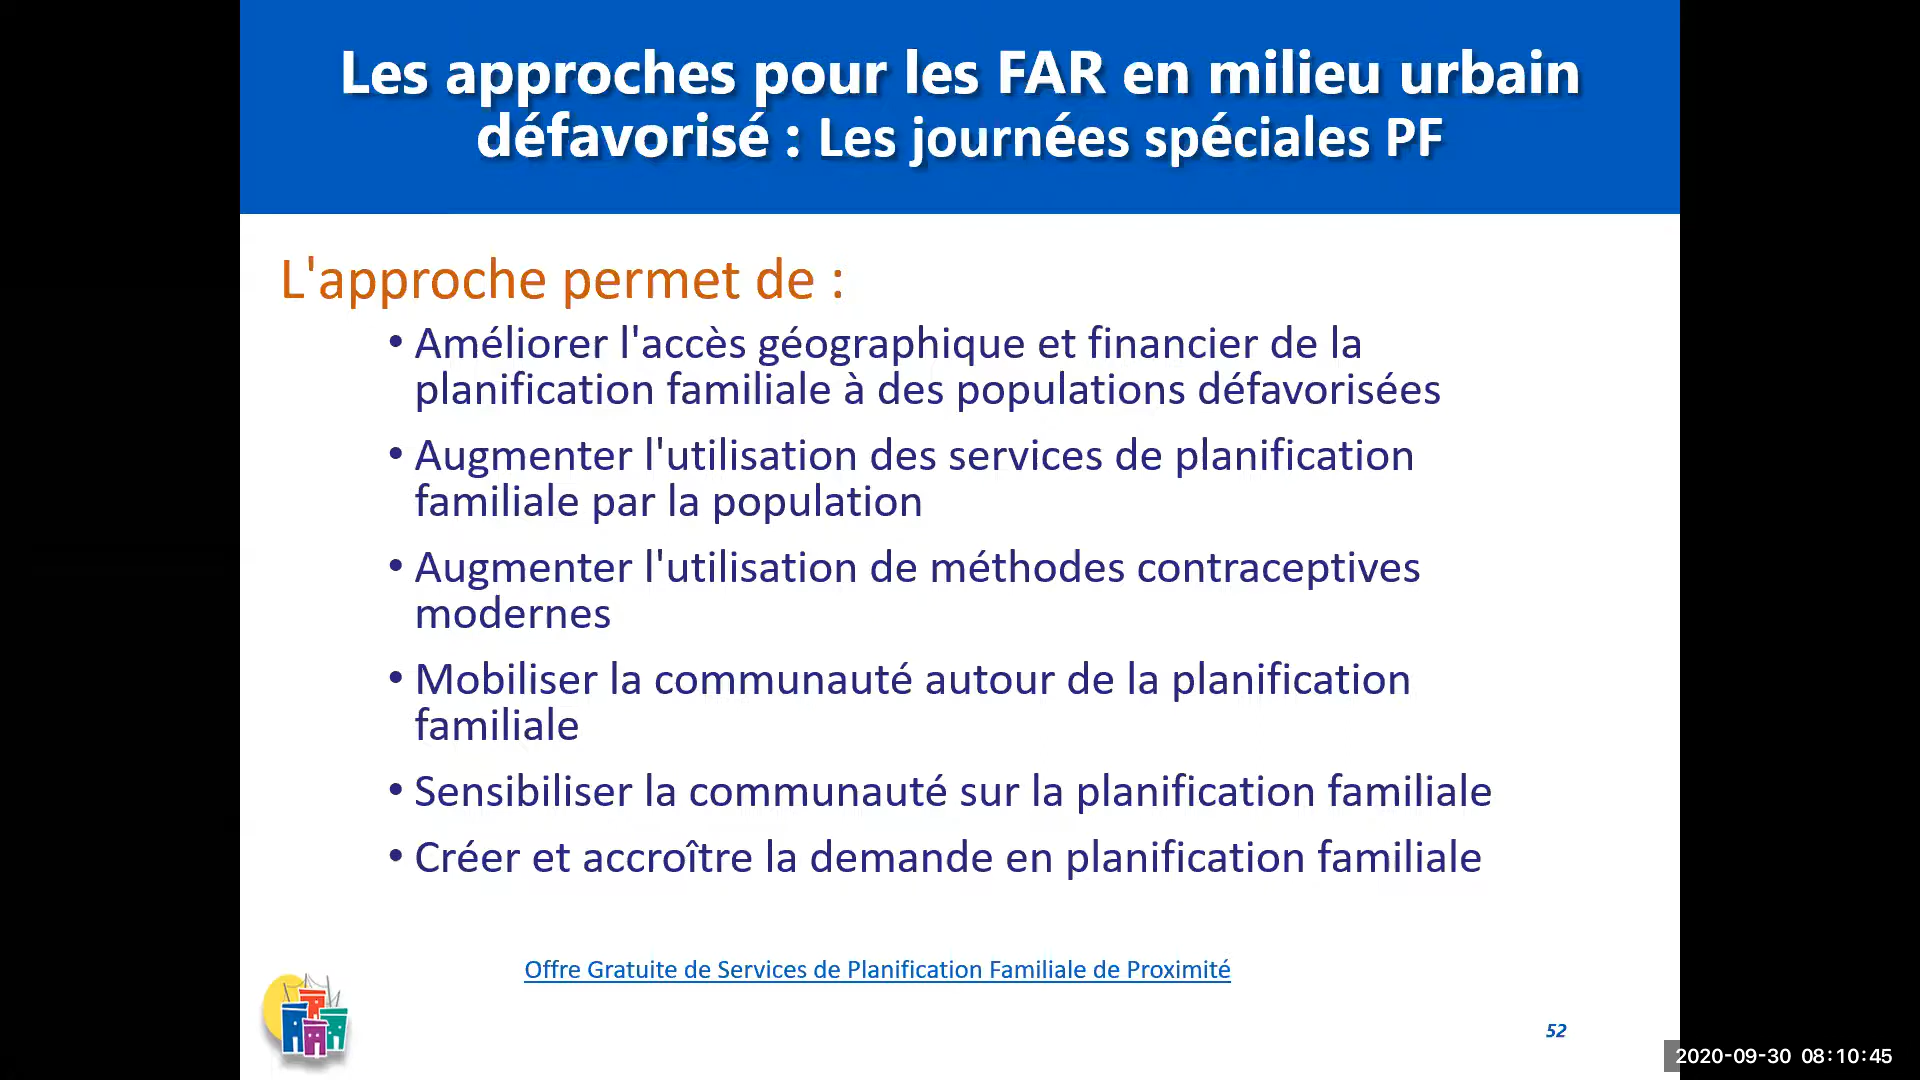 Les approches pour les FAR en milieu urbain
défavorisé : Les journées spéciales PF
L'approche permet de :
• Améliorer l'accès géographique et financier de la
planification familiale à des populations défavorisées
• Augmenter l'utilisation des services de planification
familiale par la population
• Augmenter l'utilisation de méthodes contraceptives
modernes
• Mobiliser la communauté autour de la planification
familiale
• Sensibiliser la communauté sur la planification familiale
• Créer et accroître la demande en planification familiale
Offre Gratuite de Services de Planification Familiale de Proximité
52
2020-09-30 08:10:45